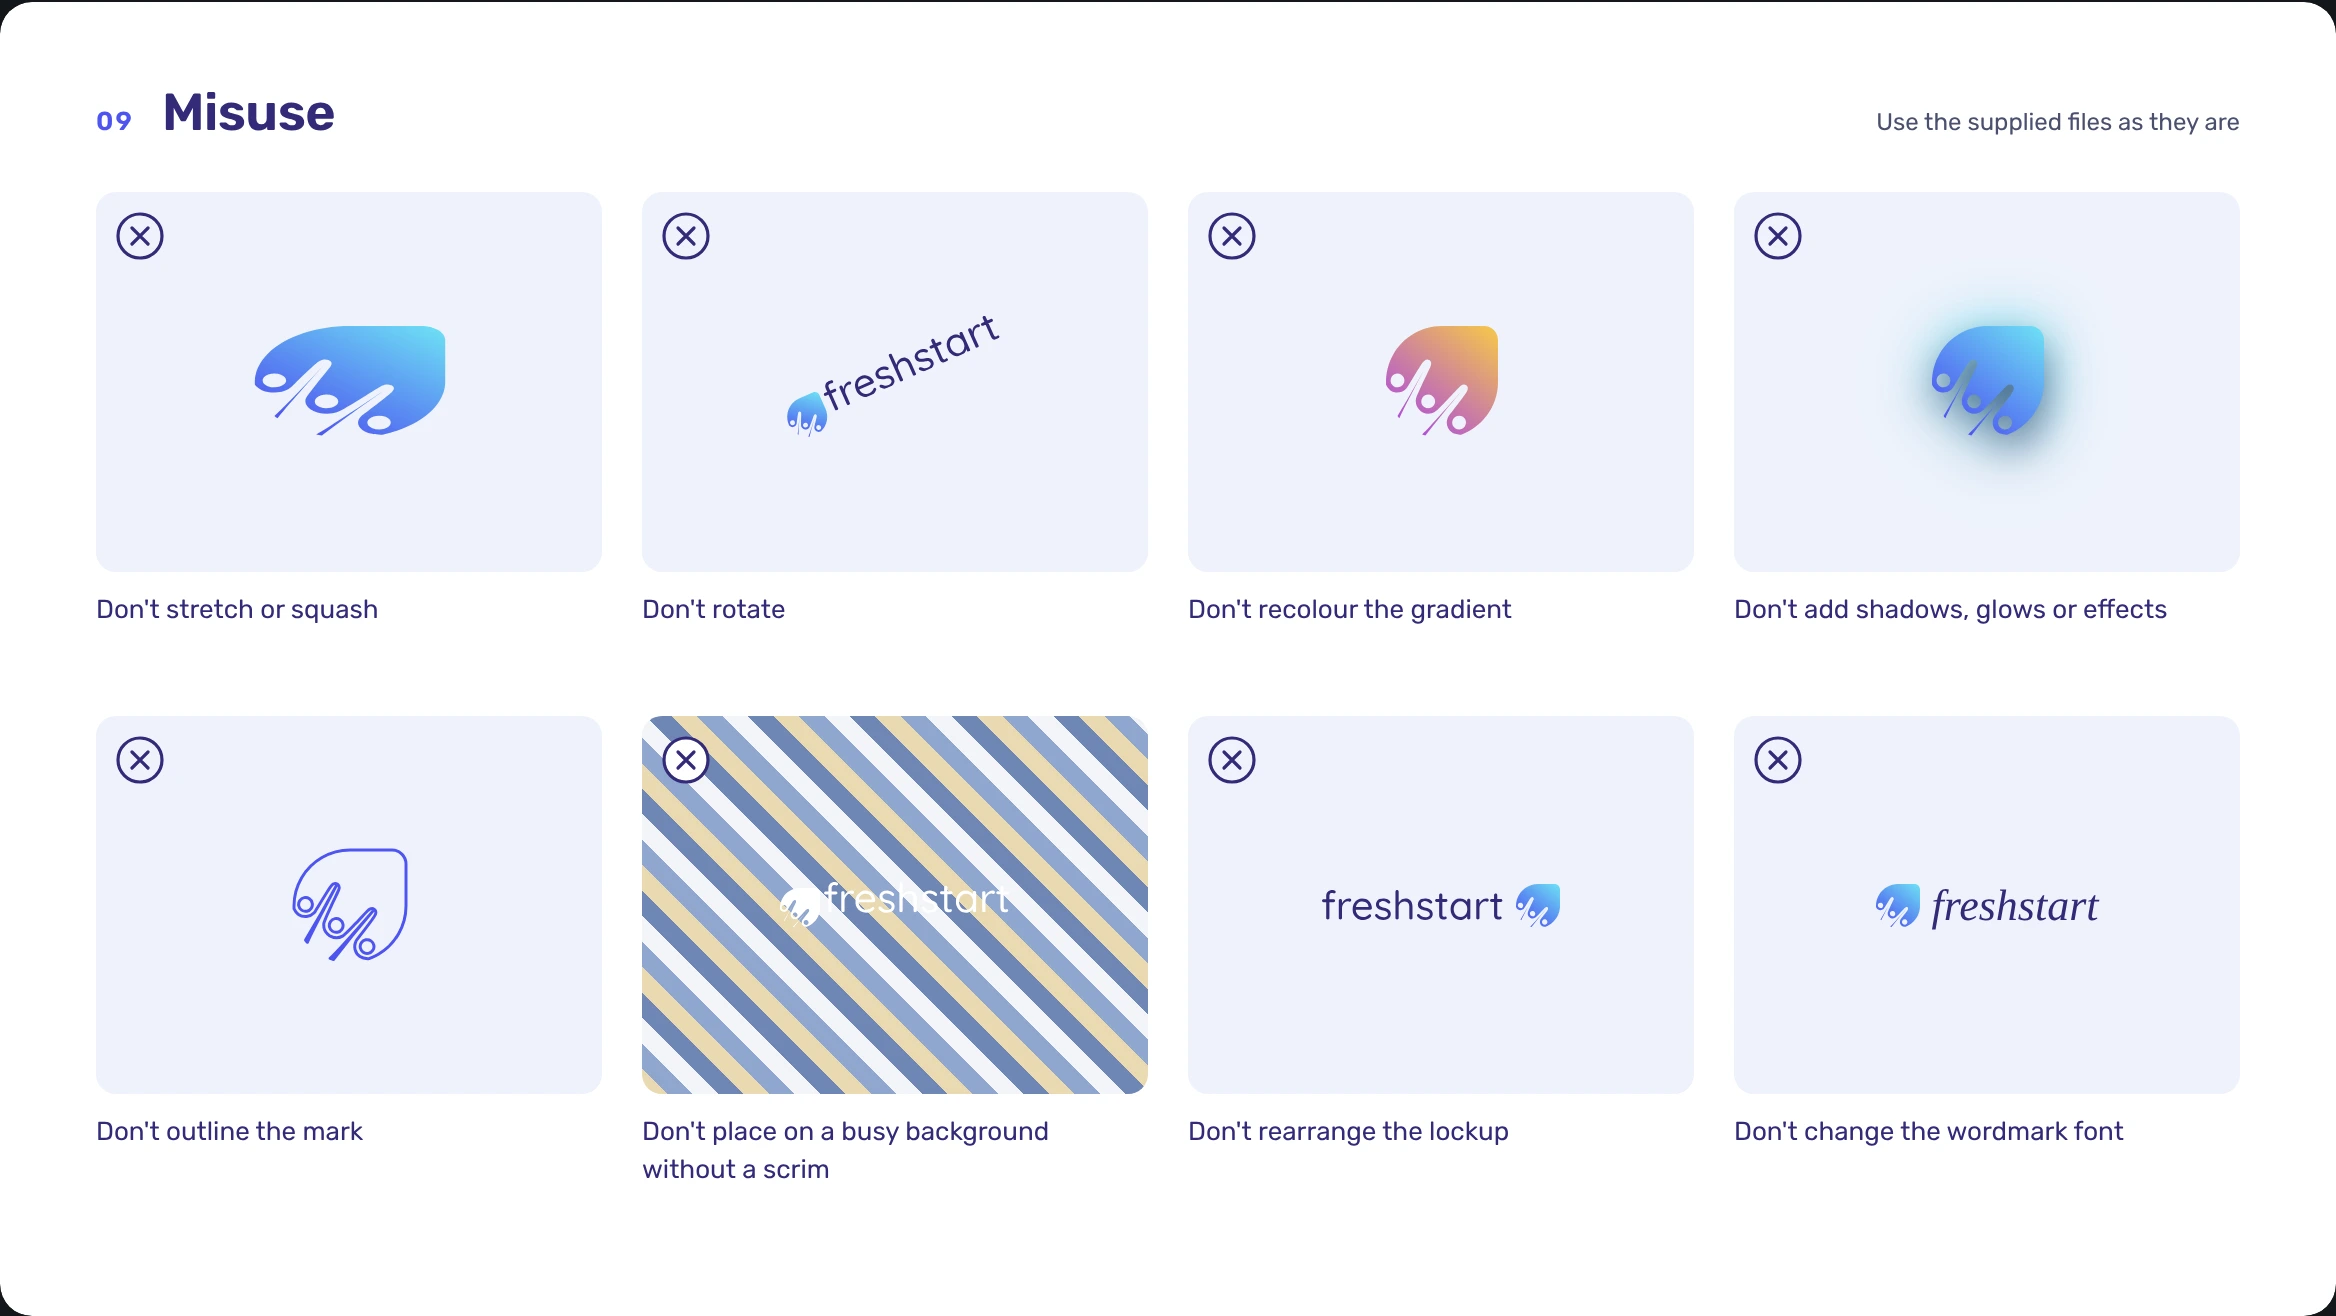 09 Misuse
Use the supplied files as they are
freshstart
Don't stretch or squash
Don't rotate
Don't recolour the gradient
Don't add shadows, glows or effects
freshstart
freshstart
freshstart
Don't outline the mark
Don't place on a busy background
without a scrim
Don't rearrange the lockup
Don't change the wordmark font